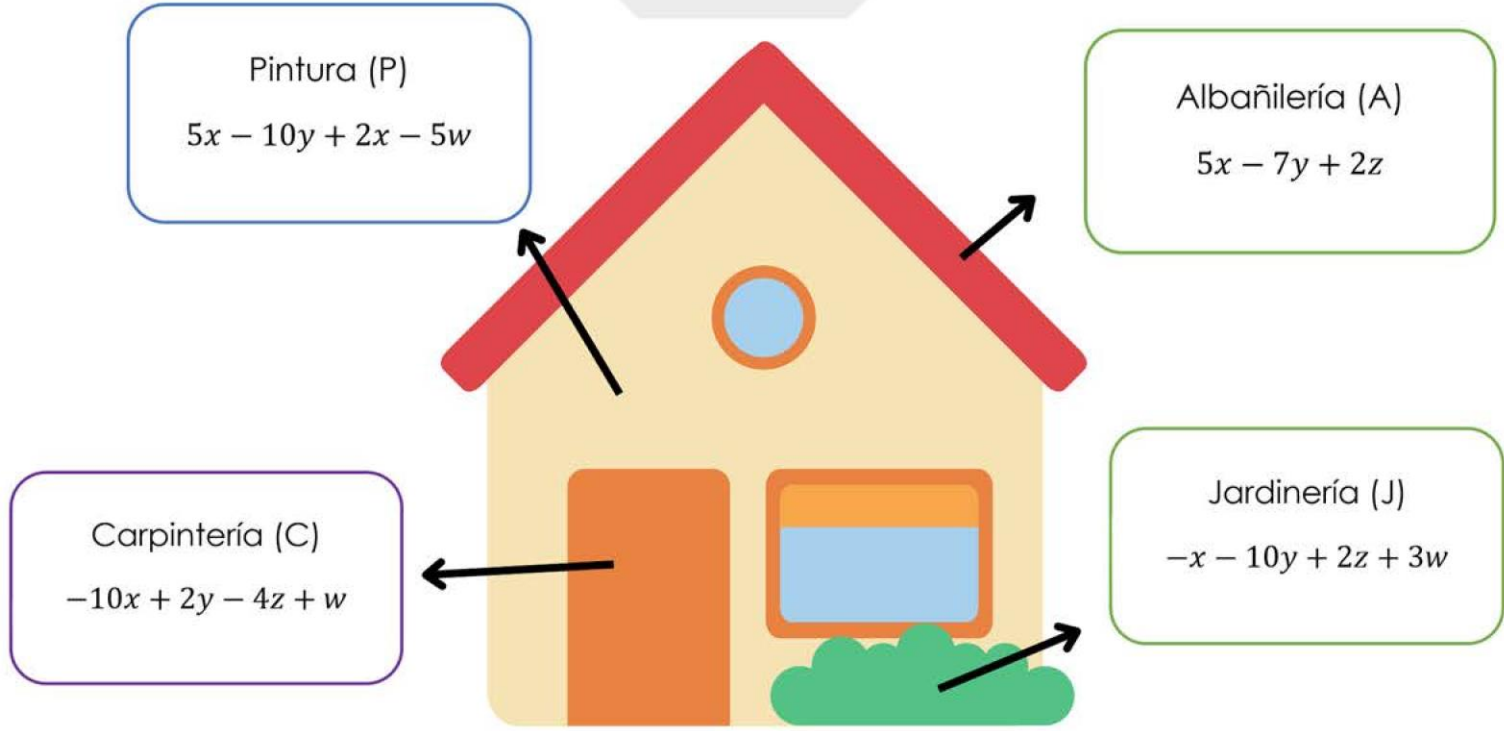 Pintura (P)
5x − 10y + 2x − 5w
Albañilería (A)
5x − 7y + 2z
Carpintería (C)
−10x + 2y − 4z + w
Jardinería (J)
−x − 10y + 2z + 3w